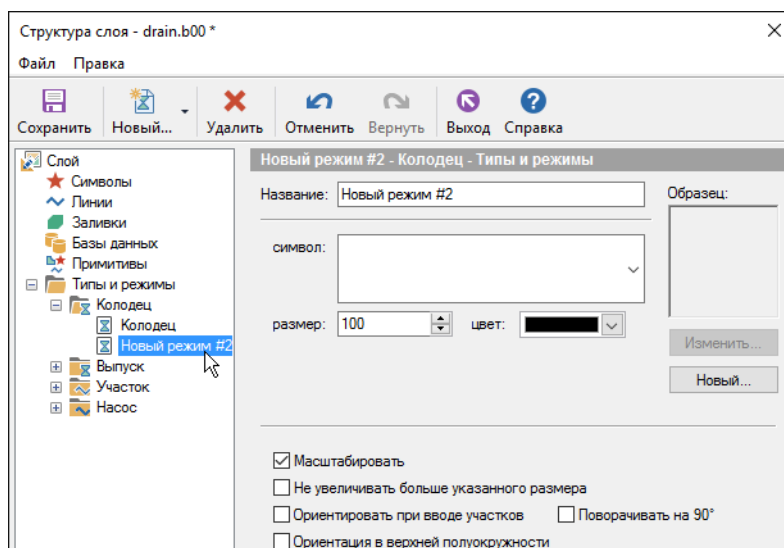 Структура слоя - drain.b00 *
Файл Правка
Сохранить Новый... Удалить Отменить Вернуть Выход Справка
Слой
Символы
Линии
Заливки
Базы данных
Примитивы
Типы и режимы
Колодец
Колодец
Новый режим #2
Выпуск
Участок
Насос
Новый режим #2 - Колодец - Типы и режимы
Название: Новый режим #2
Образец:
символ:
размер: 100 цвет:
Изменить...
Новый...
Масштабировать
Не увеличивать больше указанного размера
Ориентировать при вводе участков Поворачивать на 90°
Ориентация в верхней полуокружности